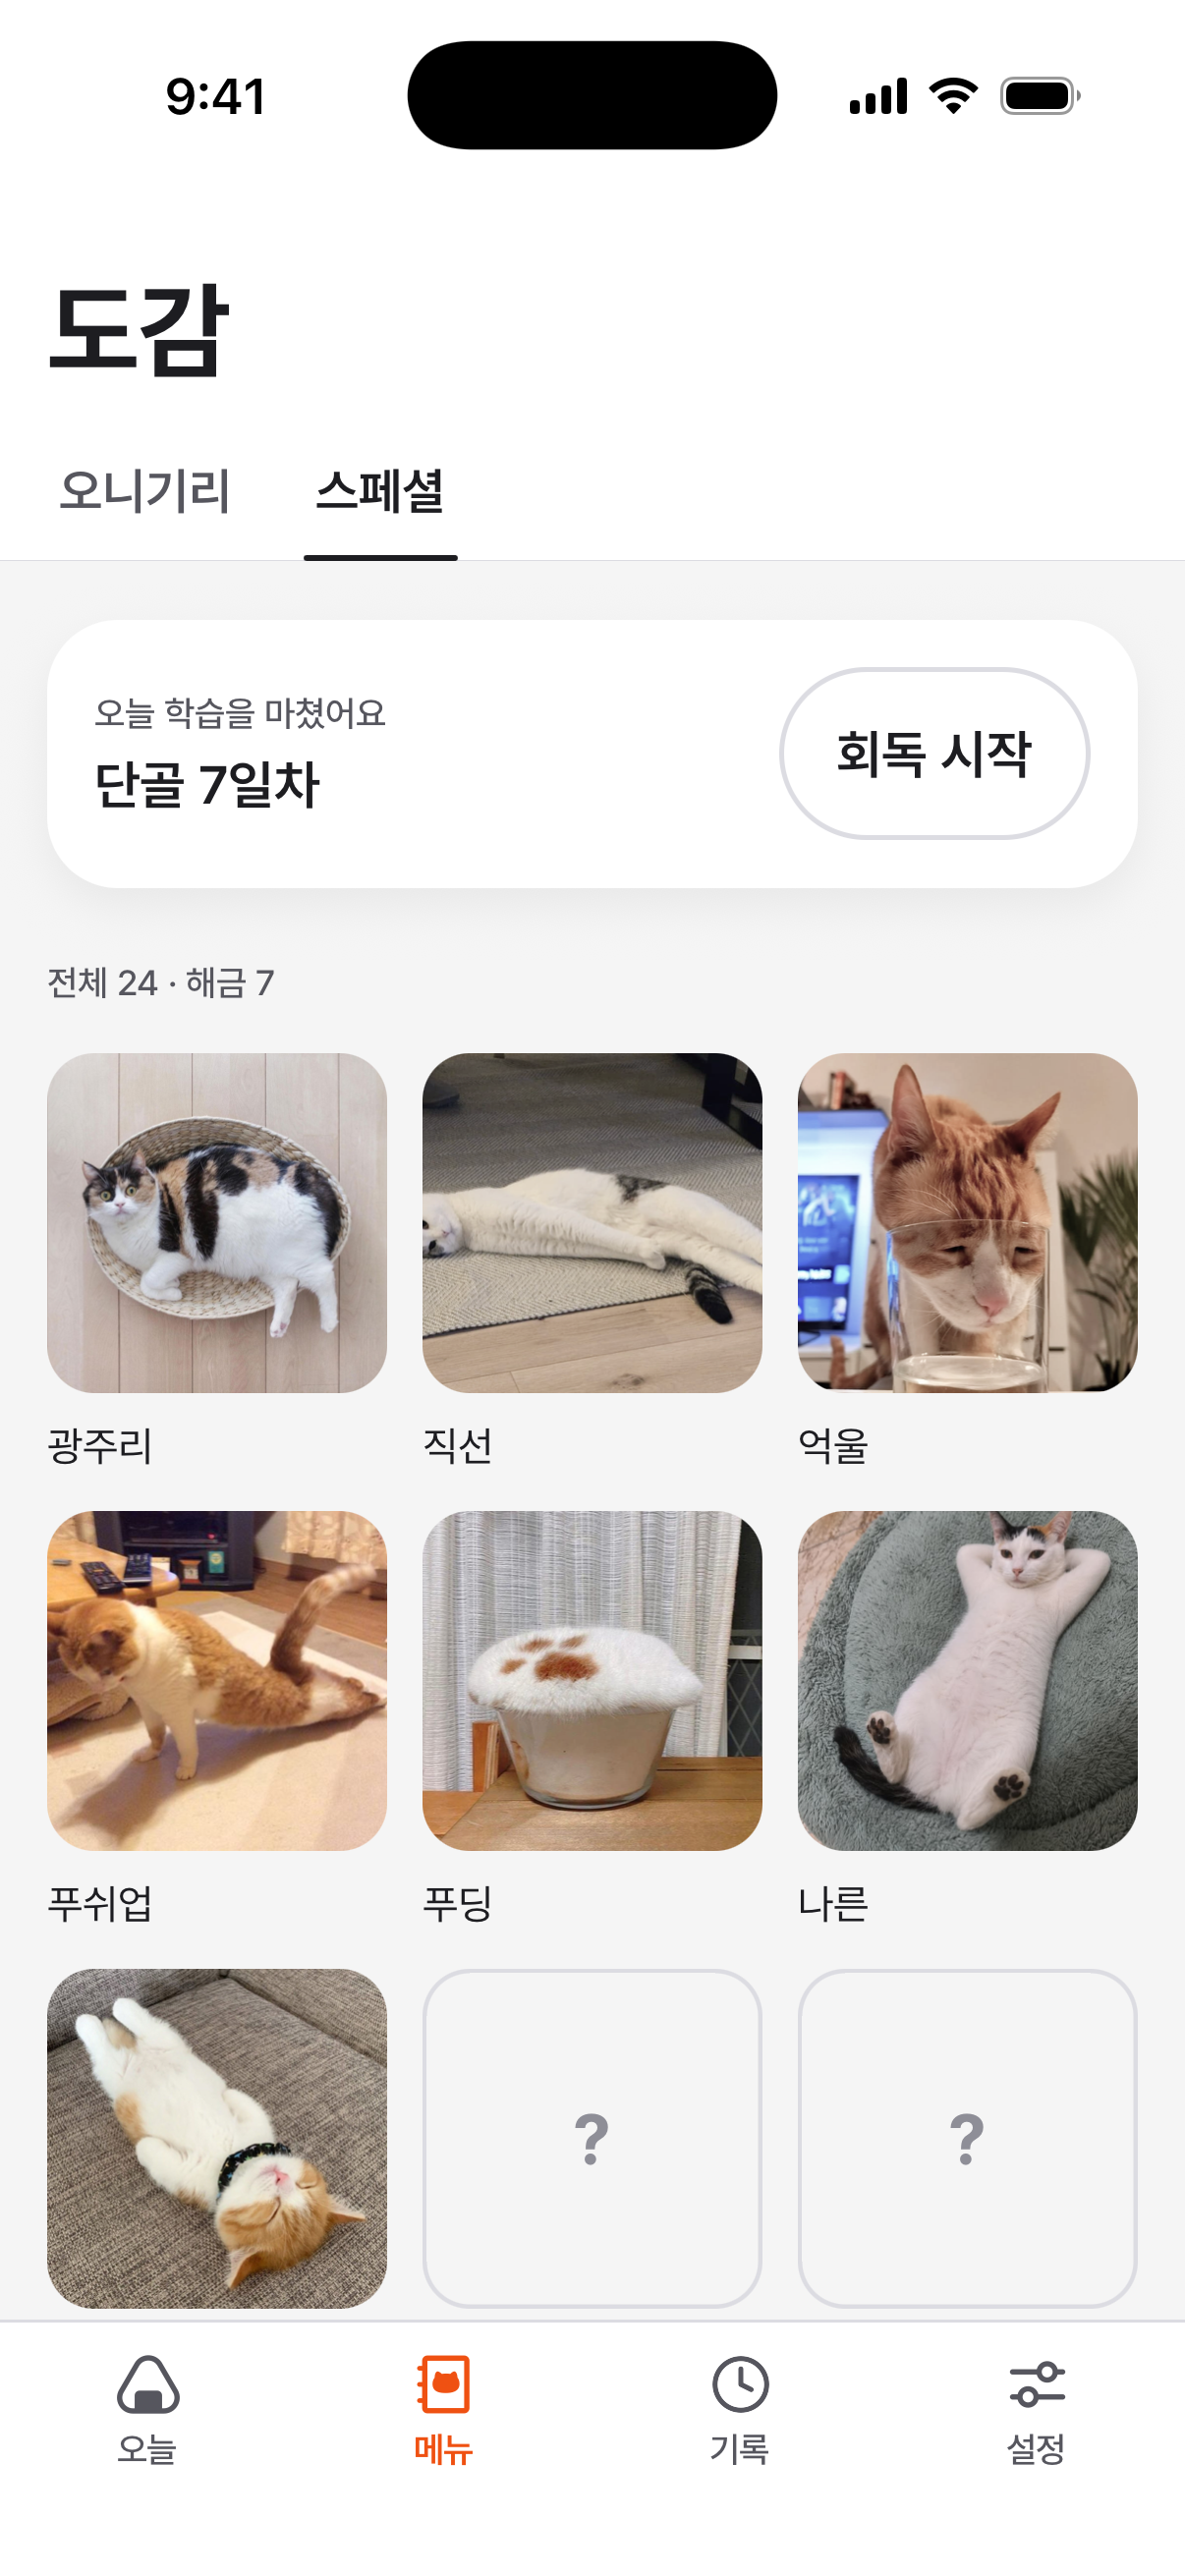 9:41
도감
오니기리 스페셜
오늘 학습을 마쳤어요
단골 7일차
회독 시작
전체 24 · 해금 7
광주리 직선 억울
푸쉬업 푸딩 나른
? ?
오늘 메뉴 기록 설정